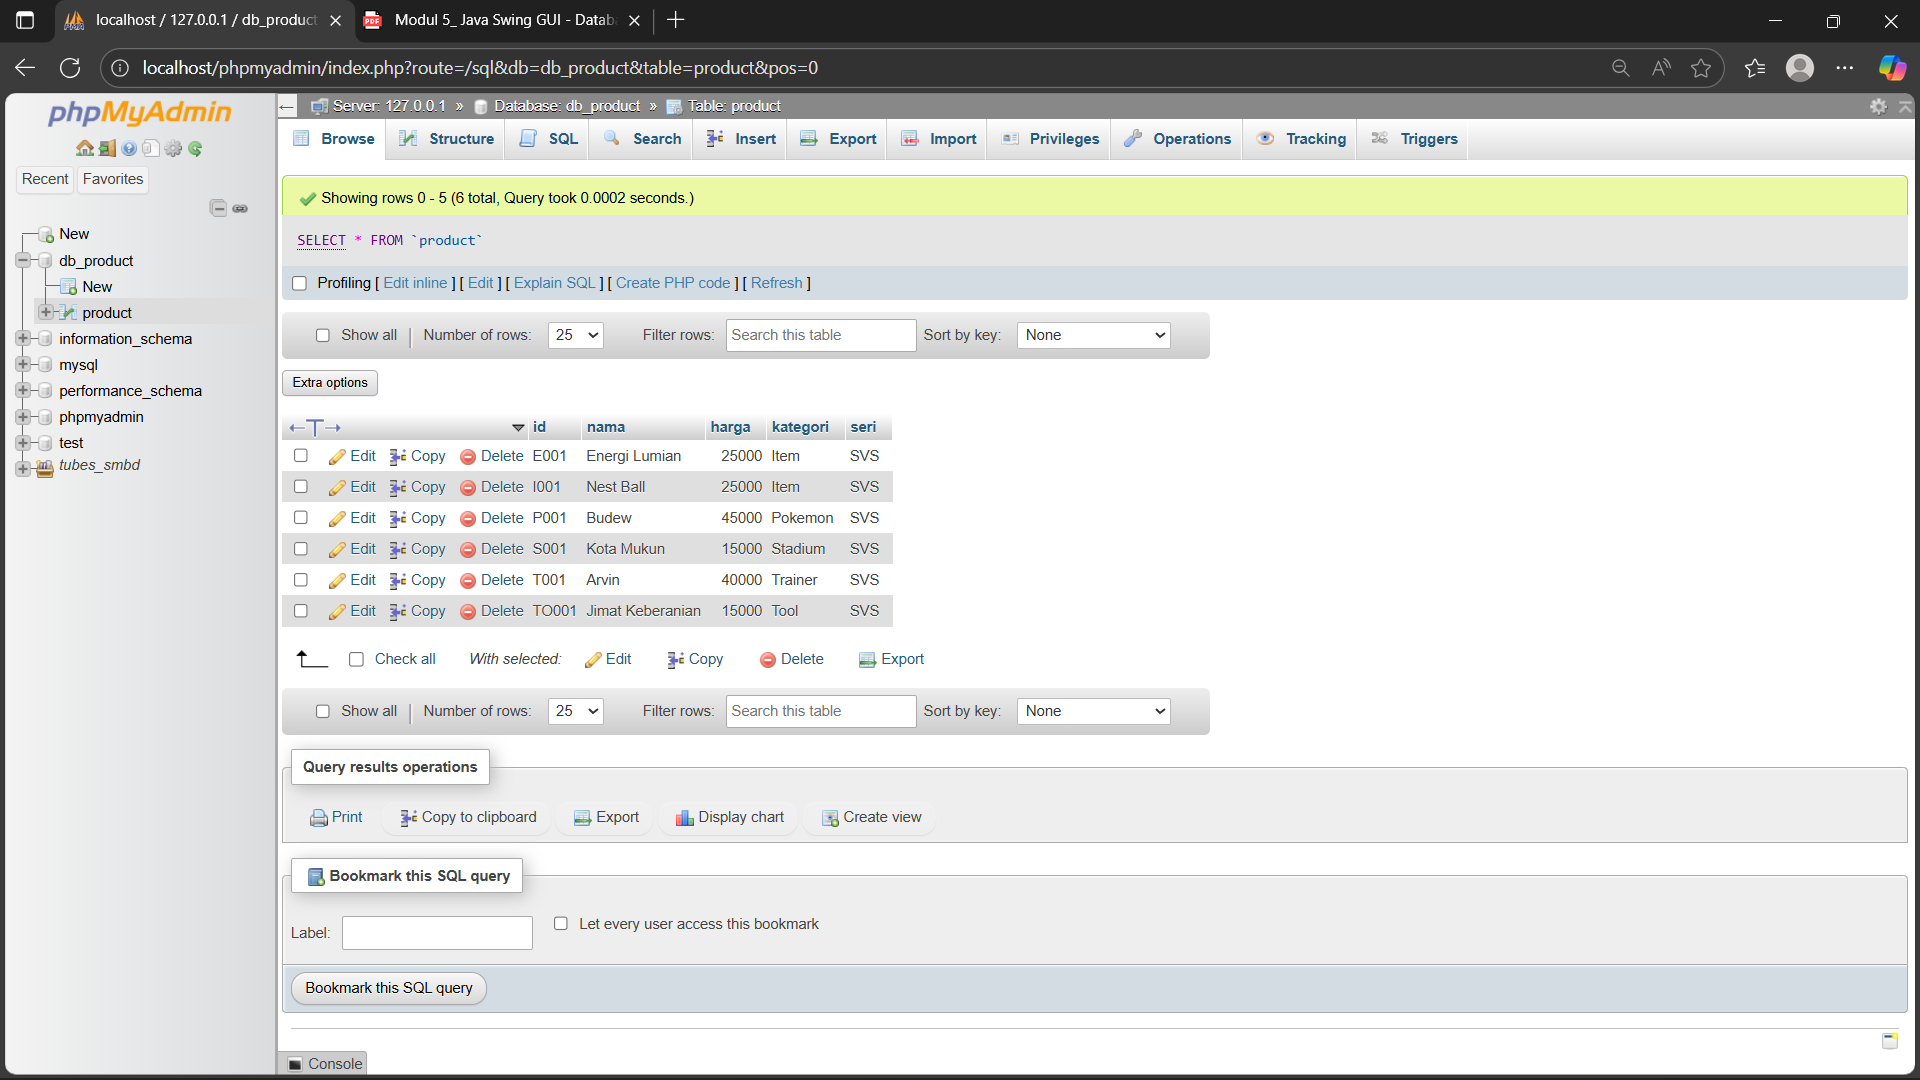 localhost / 127.0.0.1 / db_product
Modul 5_ Java Swing GUI - Datab
localhost/phpmyadmin/index.php?route=/sql&db=db_product&table=product&pos=0
phpMyAdmin
Recent Favorites
New
db_product
New
product
information_schema
mysql
performance_schema
phpmyadmin
test
tubes_smbd
Server: 127.0.0.1 » Database: db_product » Table: product
Browse Structure SQL Search Insert Export Import Privileges Operations Tracking Triggers
Showing rows 0 - 5 (6 total, Query took 0.0002 seconds.)
SELECT * FROM `product`
Profiling [ Edit inline ] [ Edit ] [ Explain SQL ] [ Create PHP code ] [ Refresh ]
Show all | Number of rows: 25 Filter rows: Search this table Sort by key: None
Extra options
id nama harga kategori seri
Edit Copy Delete E001 Energi Lumian 25000 Item SVS
Edit Copy Delete I001 Nest Ball 25000 Item SVS
Edit Copy Delete P001 Budew 45000 Pokemon SVS
Edit Copy Delete S001 Kota Mukun 15000 Stadium SVS
Edit Copy Delete T001 Arvin 40000 Trainer SVS
Edit Copy Delete TO001 Jimat Keberanian 15000 Tool SVS
Check all With selected: Edit Copy Delete Export
Show all | Number of rows: 25 Filter rows: Search this table Sort by key: None
Query results operations
Print Copy to clipboard Export Display chart Create view
Bookmark this SQL query
Label: Let every user access this bookmark
Bookmark this SQL query
Console